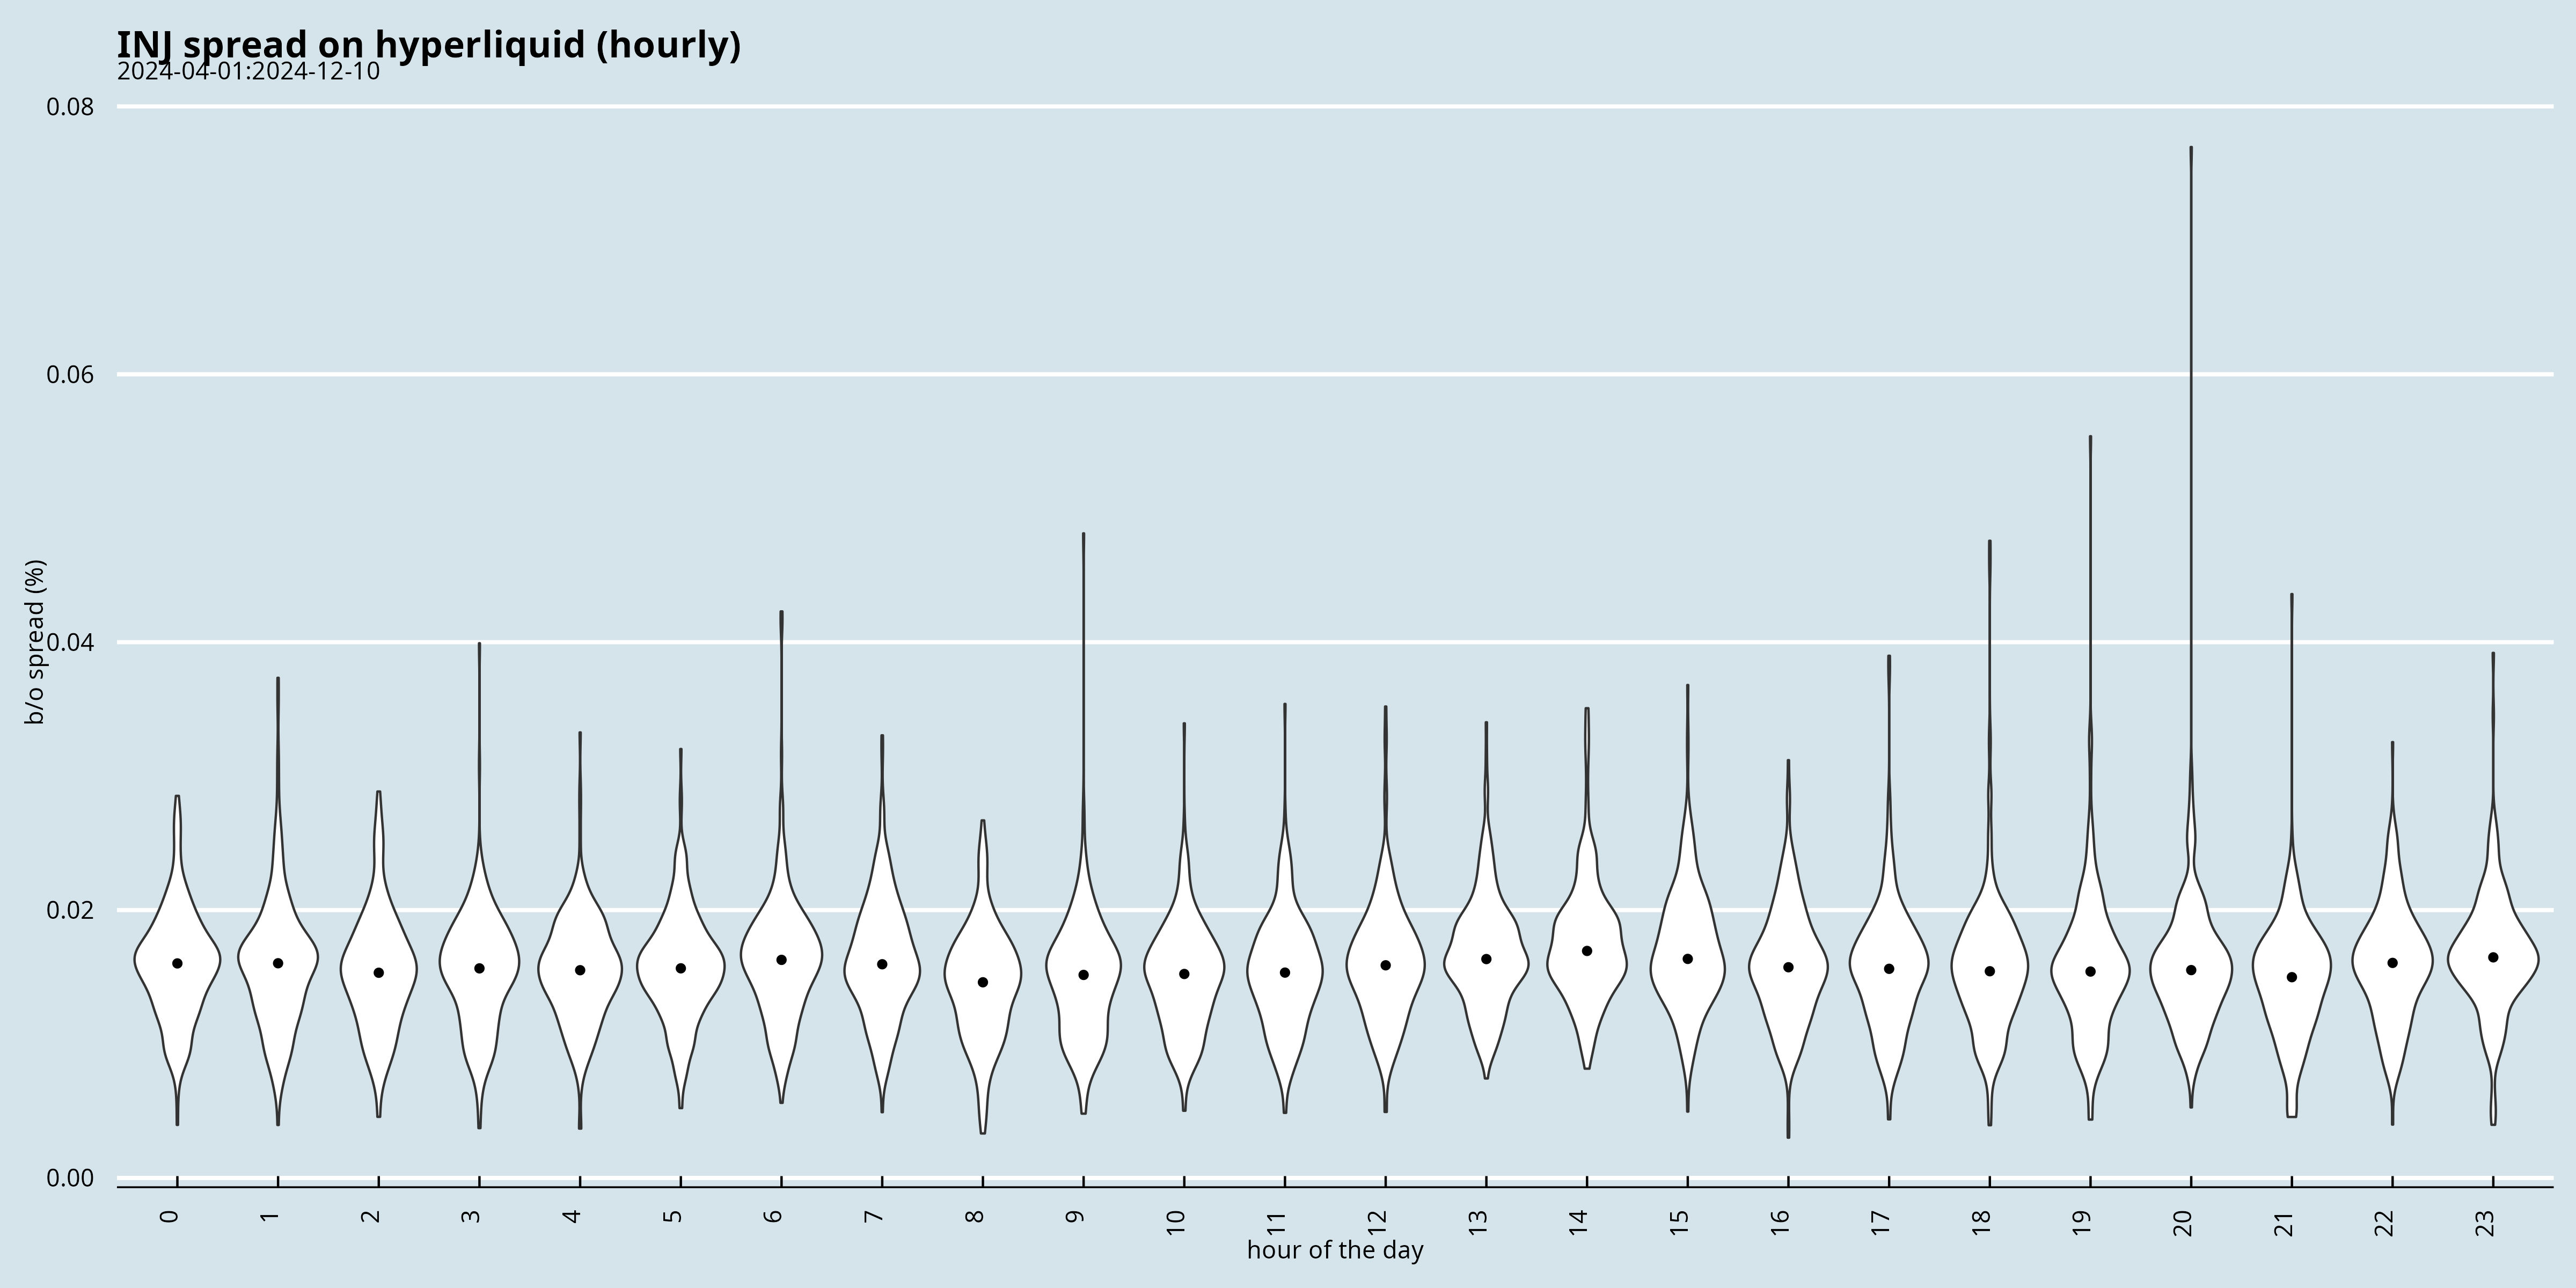 INJ spread on hyperliquid (hourly)
2024-04-01:2024-12-10
0.08
0.06
0.04
0.02
0.00
b/o spread (%)
0 1 2 3 4 5 6 7 8 9 10 11 12 13 14 15 16 17 18 19 20 21 22 23
hour of the day